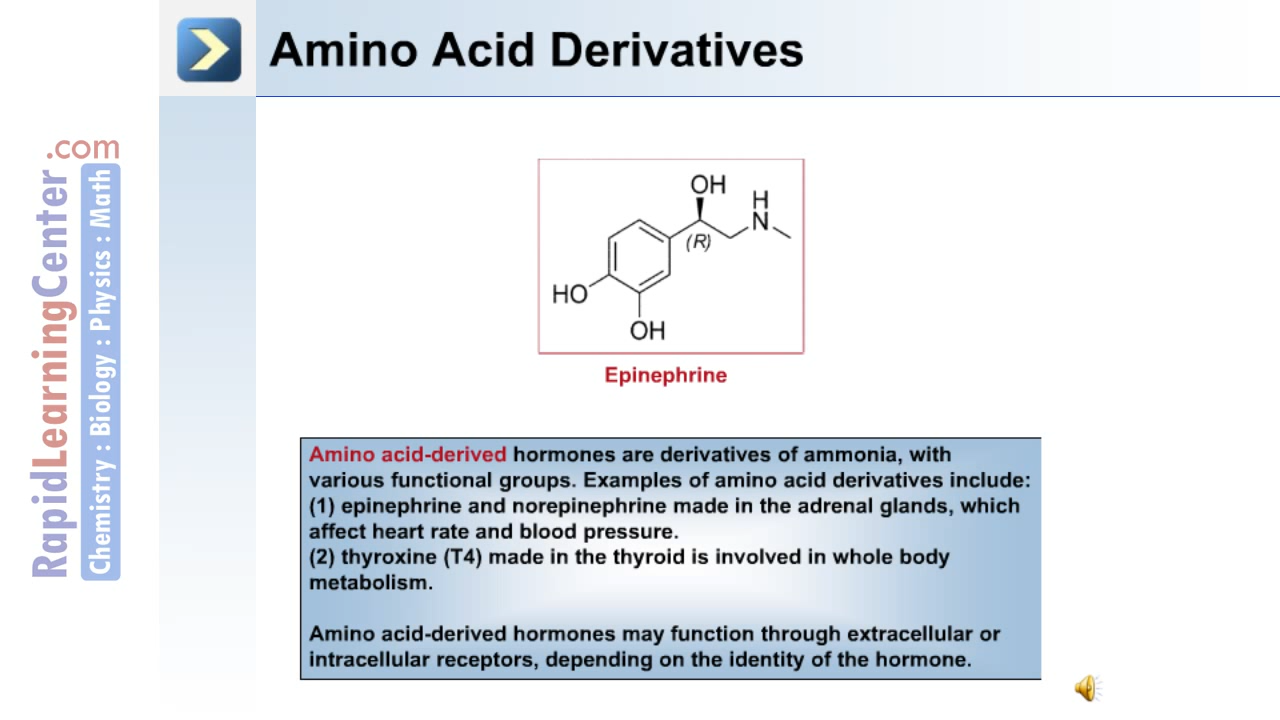 Amino Acid Derivatives
RapidLearningCenter.com
Chemistry : Biology : Physics : Math
OH
H
N
(R)
HO
OH
Epinephrine
Amino acid-derived hormones are derivatives of ammonia, with
various functional groups. Examples of amino acid derivatives include:
(1) epinephrine and norepinephrine made in the adrenal glands, which
affect heart rate and blood pressure.
(2) thyroxine (T4) made in the thyroid is involved in whole body
metabolism.
Amino acid-derived hormones may function through extracellular or
intracellular receptors, depending on the identity of the hormone.